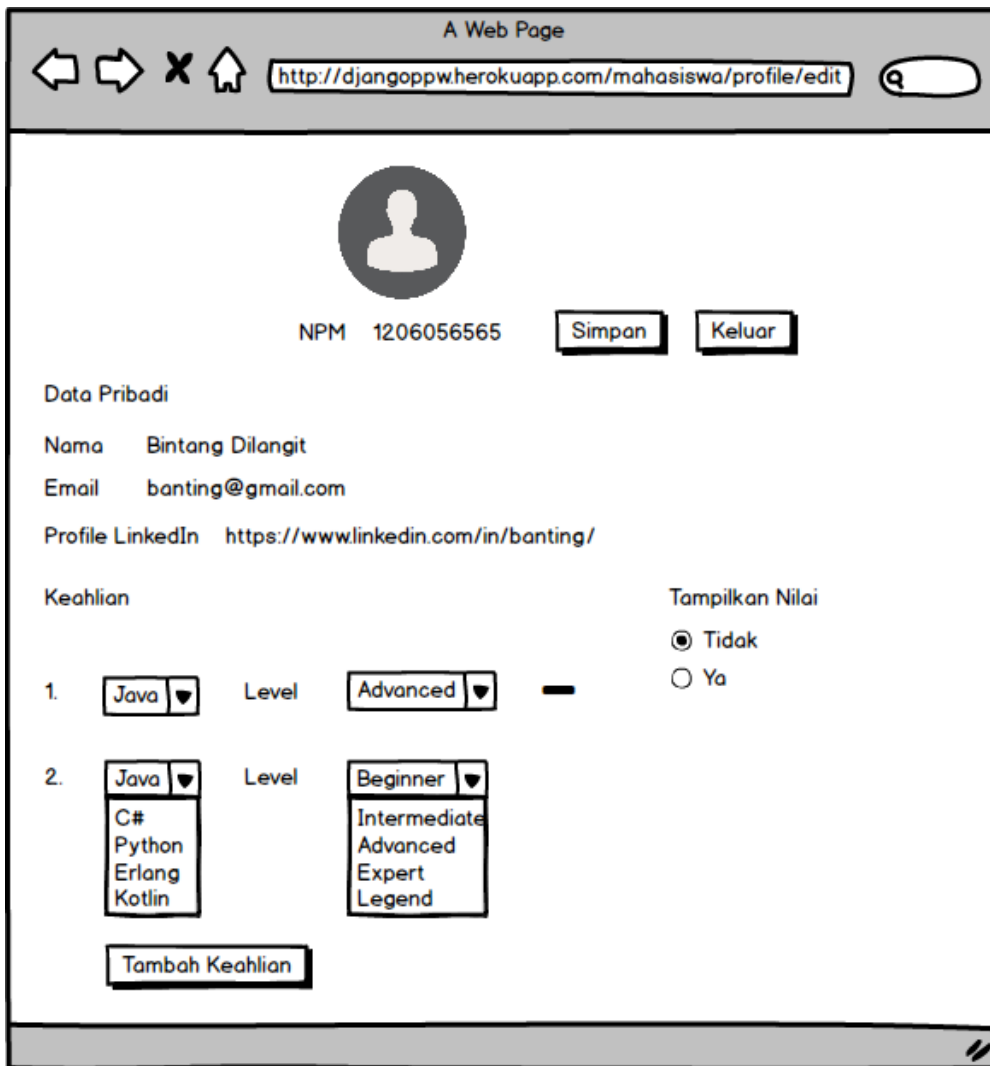 A Web Page
http://djangoppw.herokuapp.com/mahasiswa/profile/edit
NPM 1206056565 Simpan Keluar
Data Pribadi
Nama Bintang Dilangit
Email banting@gmail.com
Profile LinkedIn https://www.linkedin.com/in/banting/
Keahlian Tampilkan Nilai
Tidak
Ya
1. Java Level Advanced
2. Java Level Beginner
C# Intermediate
Python Advanced
Erlang Expert
Kotlin Legend
Tambah Keahlian